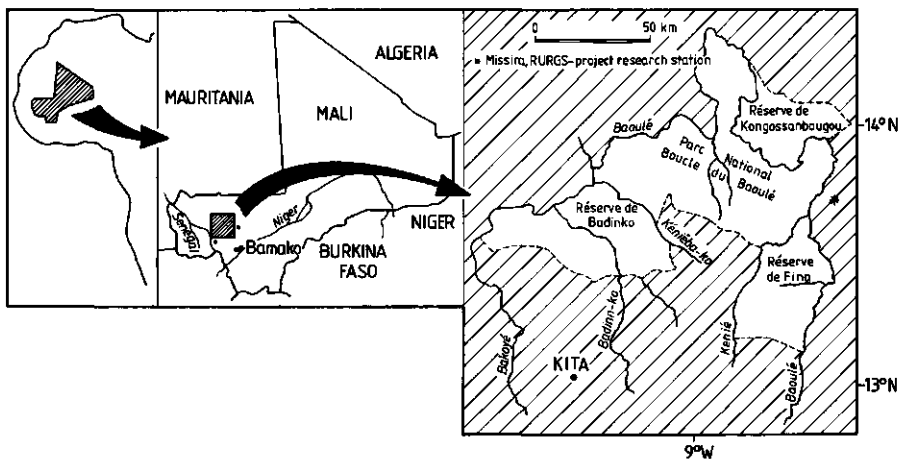 ALGERIA
MAURITANIA
MALI
Senegal
Niger
NIGER
Bamako
BURKINA
FASO
0 50 km
* Missira, RURGS-project research station
Réserve de
Kongossambougou
14°N
Baoulé
Parc National
Boucle du Baoulé
Réserve de
Badinko
Keniéba-ko
Réserve
de Fina
Badinn-ko
Kenié
Bakoyé
KITA
Baoulé
13°N
9°W